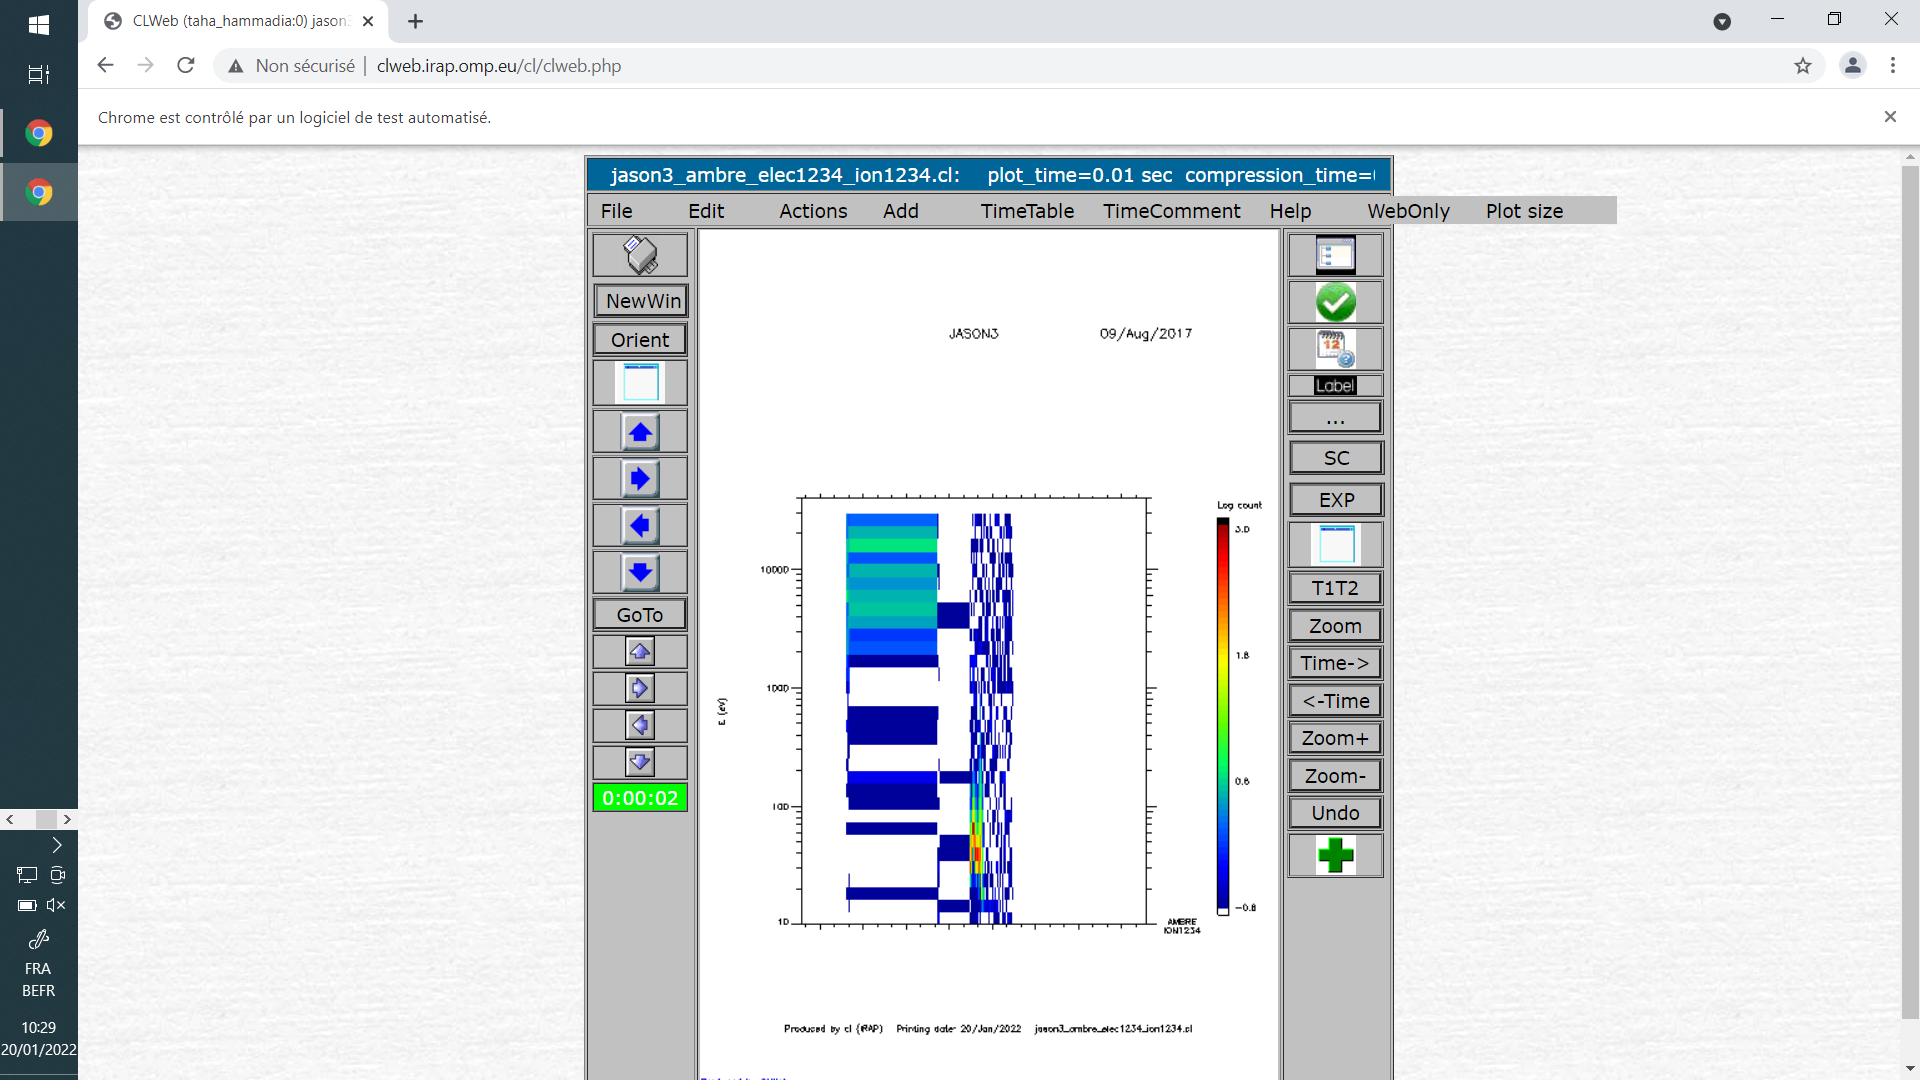 CLWeb (taha_hammadia:0) jason3
Non sécurisé | clweb.irap.omp.eu/cl/clweb.php
Chrome est contrôlé par un logiciel de test automatisé.
jason3_ambre_elec1234_ion1234.cl: plot_time=0.01 sec compression_time=
File Edit Actions Add TimeTable TimeComment Help WebOnly Plot size
NewWin
Orient
GoTo
0:00:02
JASON3 09/Aug/2017
Log count
3.0
1.8
0.6
-0.8
10000
1000
100
10
E (eV)
AMBRE
ION1234
Produced by cl (IRAP) Printing date: 20/Jan/2022 jason3_ambre_elec1234_ion1234.cl
12
Label
...
SC
EXP
T1T2
Zoom
Time->
<-Time
Zoom+
Zoom-
Undo
FRA
BEFR
10:29
20/01/2022